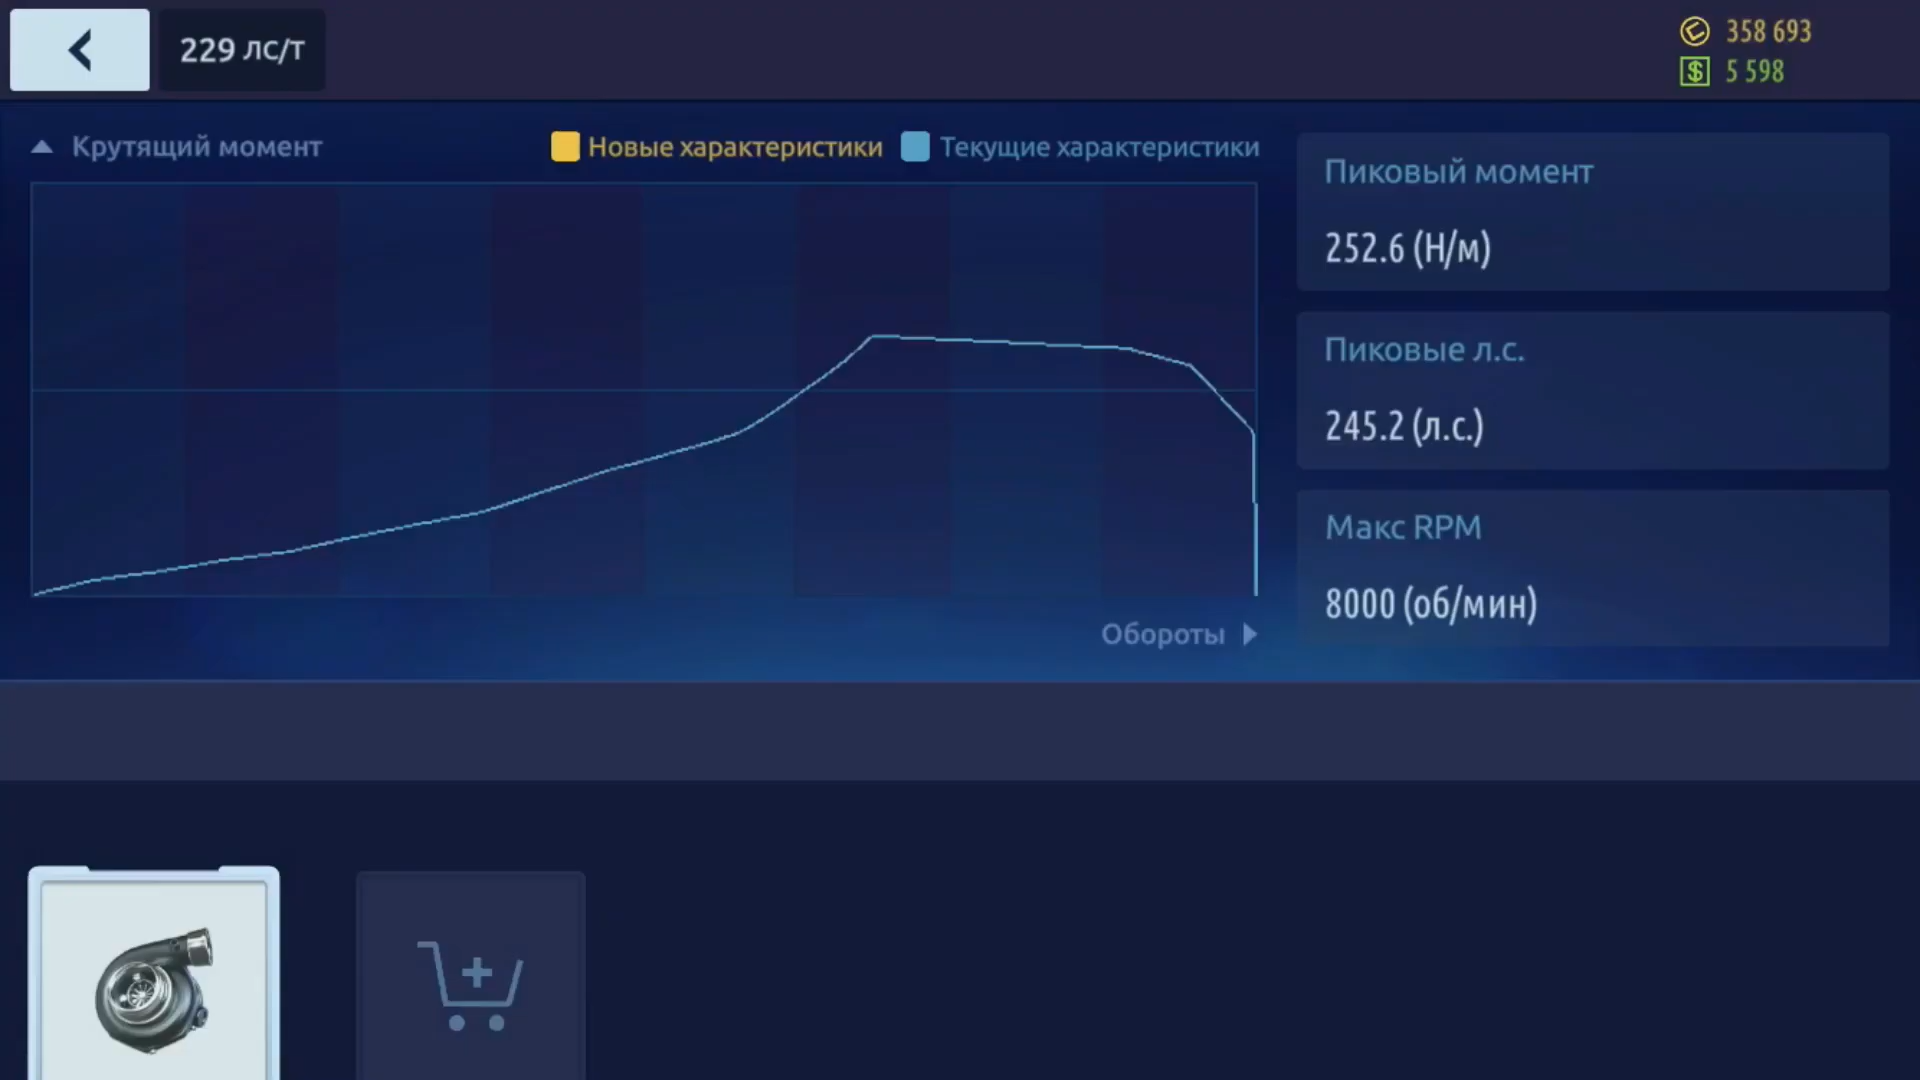 229 лс/т
358 693
5 598
Крутящий момент
Новые характеристики
Текущие характеристики
Пиковый момент
252.6 (Н/м)
Пиковые л.с.
245.2 (л.с.)
Макс RPM
8000 (об/мин)
Обороты